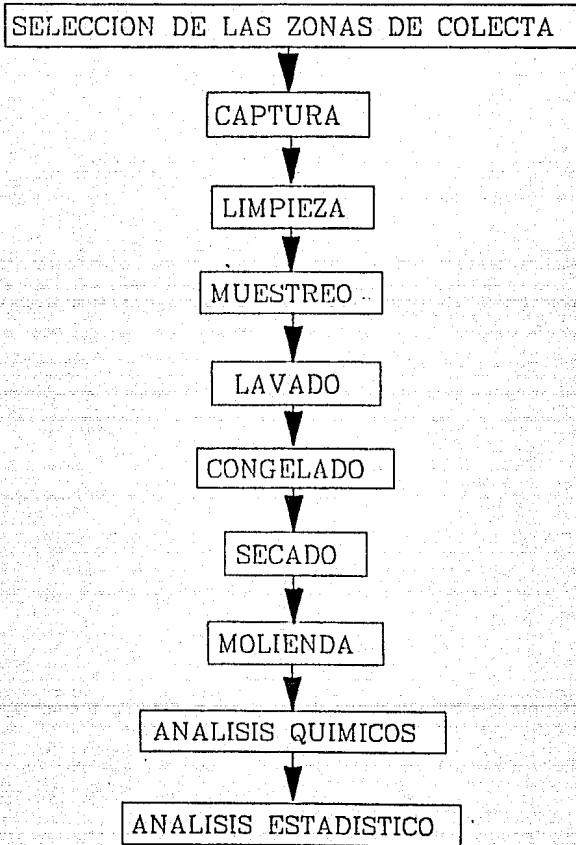 SELECCION DE LAS ZONAS DE COLECTA
CAPTURA
LIMPIEZA
MUESTREO
LAVADO
CONGELADO
SECADO
MOLIENDA
ANALISIS QUIMICOS
ANALISIS ESTADISTICO